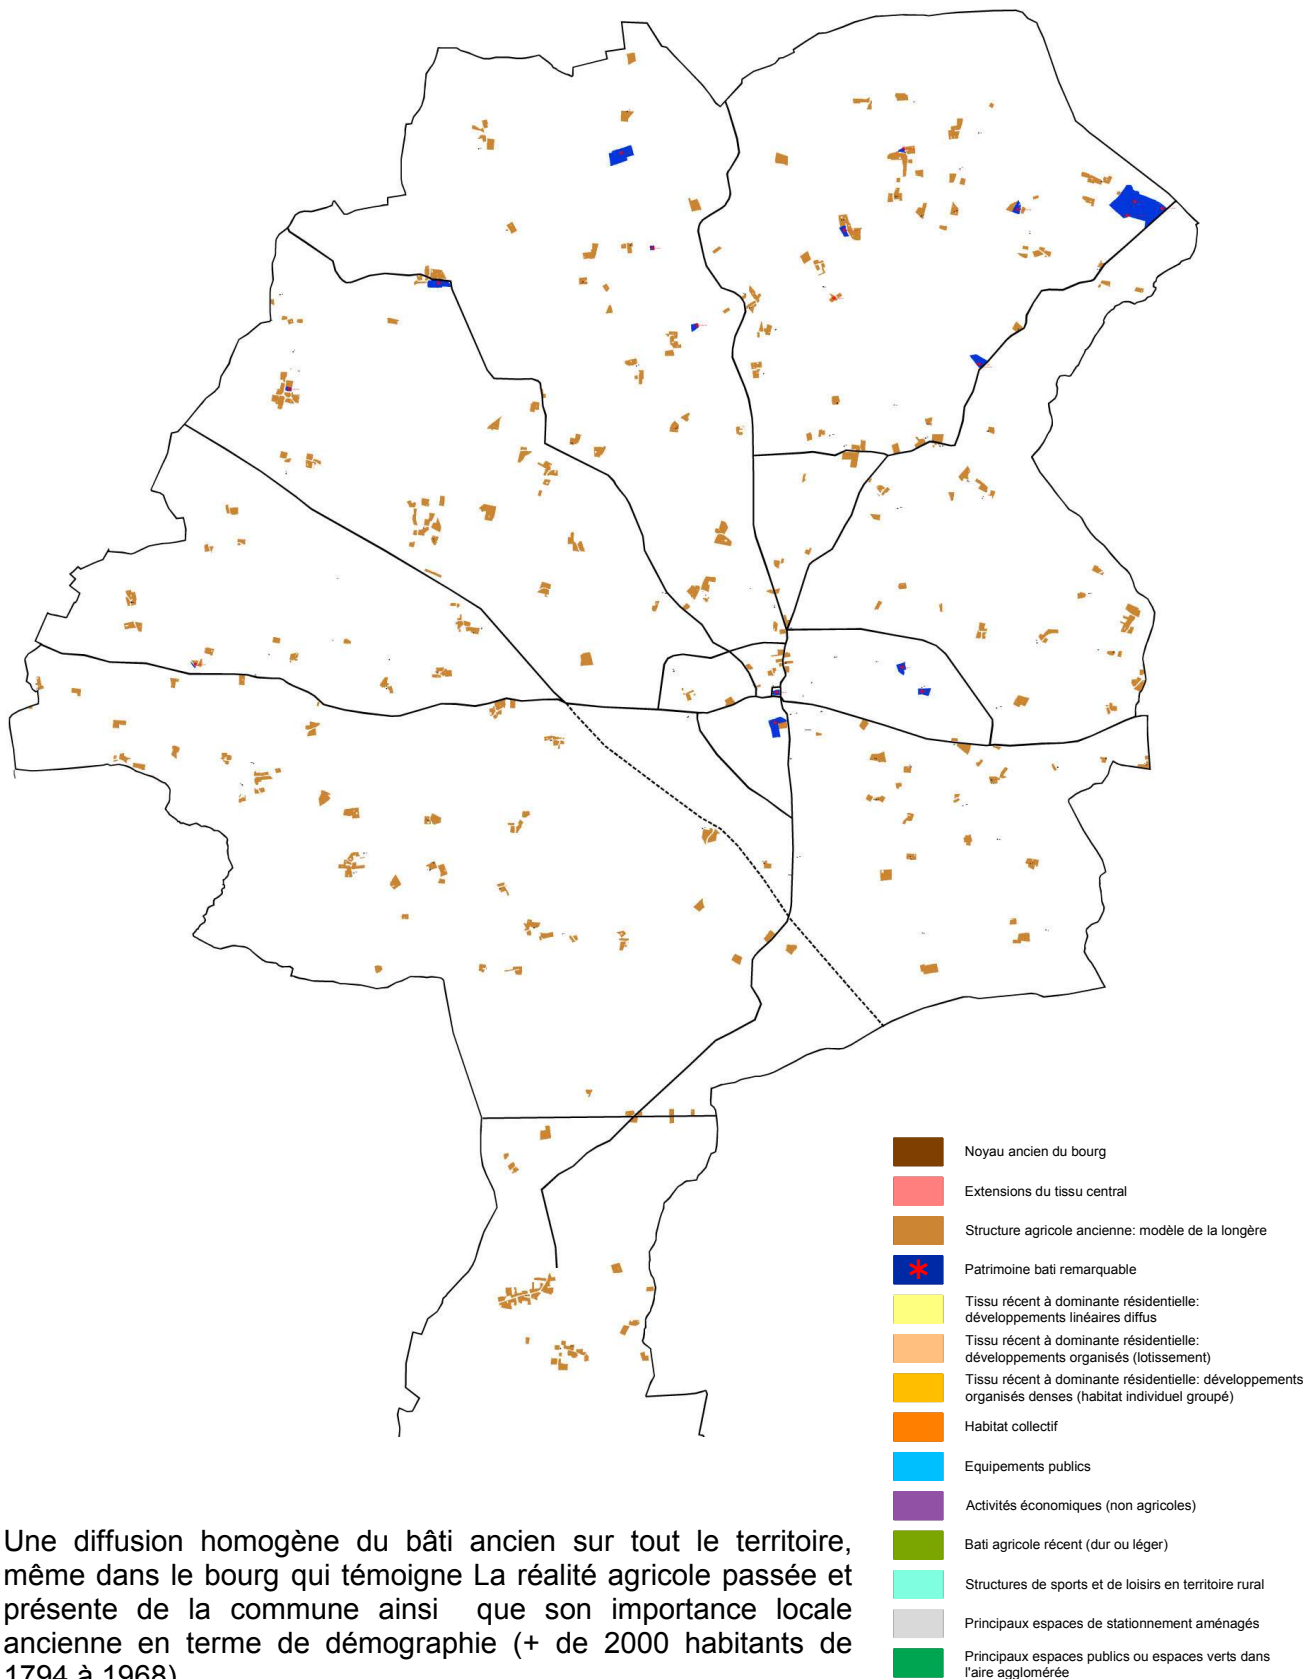 Noyau ancien du bourg
Extensions du tissu central
Structure agricole ancienne: modèle de la longère
Patrimoine bati remarquable
Tissu récent à dominante résidentielle:
développements linéaires diffus
Tissu récent à dominante résidentielle:
développements organisés (lotissement)
Tissu récent à dominante résidentielle: développements
organisés denses (habitat individuel groupé)
Habitat collectif
Equipements publics
Activités économiques (non agricoles)
Bati agricole récent (dur ou léger)
Structures de sports et de loisirs en territoire rural
Principaux espaces de stationnement aménagés
Principaux espaces publics ou espaces verts dans
l'aire agglomérée
Une diffusion homogène du bâti ancien sur tout le territoire,
même dans le bourg qui témoigne La réalité agricole passée et
présente de la commune ainsi que son importance locale
ancienne en terme de démographie (+ de 2000 habitants de
1794 à 1968)